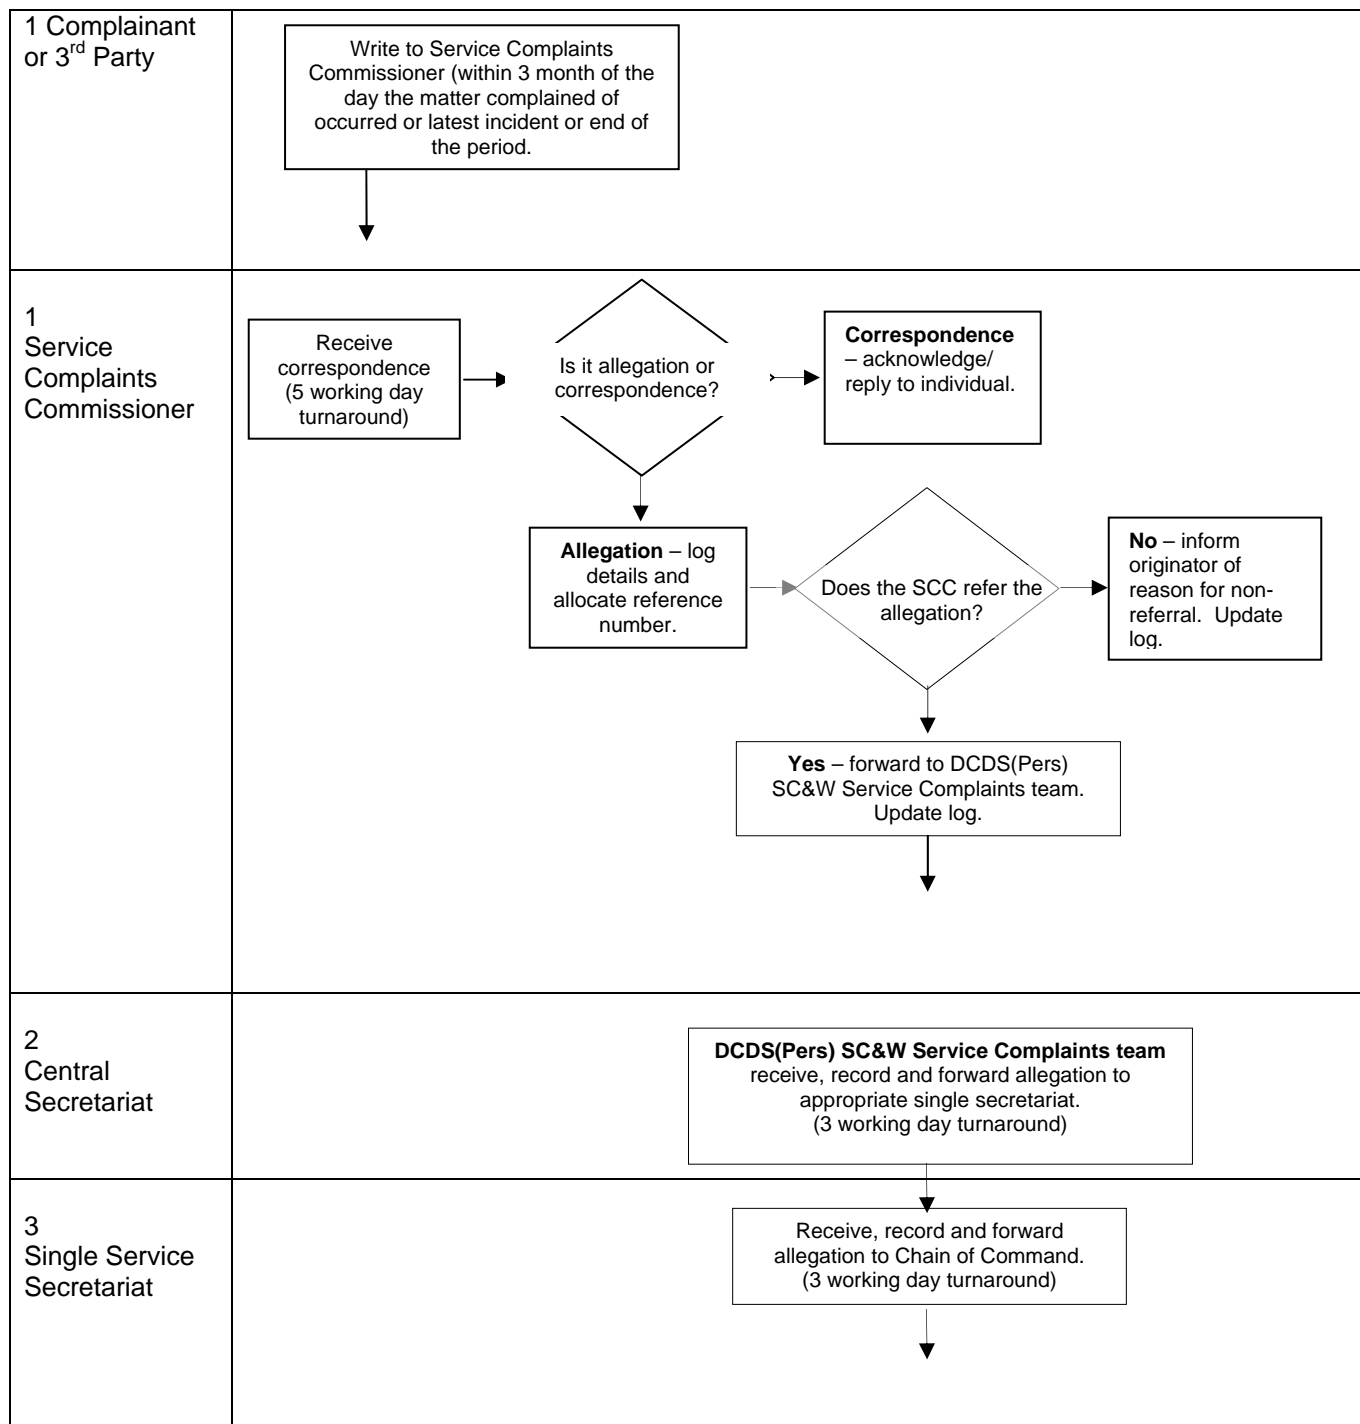 1 Complainant
or 3rd Party
Write to Service Complaints
Commissioner (within 3 month of the
day the matter complained of
occurred or latest incident or end of
the period.
1
Service
Complaints
Commissioner
Receive
correspondence
(5 working day
turnaround)
Is it allegation or
correspondence?
Correspondence
– acknowledge/
reply to individual.
Allegation – log
details and
allocate reference
number.
Does the SCC refer the
allegation?
No – inform
originator of
reason for non-
referral. Update
log.
Yes – forward to DCDS(Pers)
SC&W Service Complaints team.
Update log.
2
Central
Secretariat
DCDS(Pers) SC&W Service Complaints team
receive, record and forward allegation to
appropriate single secretariat.
(3 working day turnaround)
3
Single Service
Secretariat
Receive, record and forward
allegation to Chain of Command.
(3 working day turnaround)